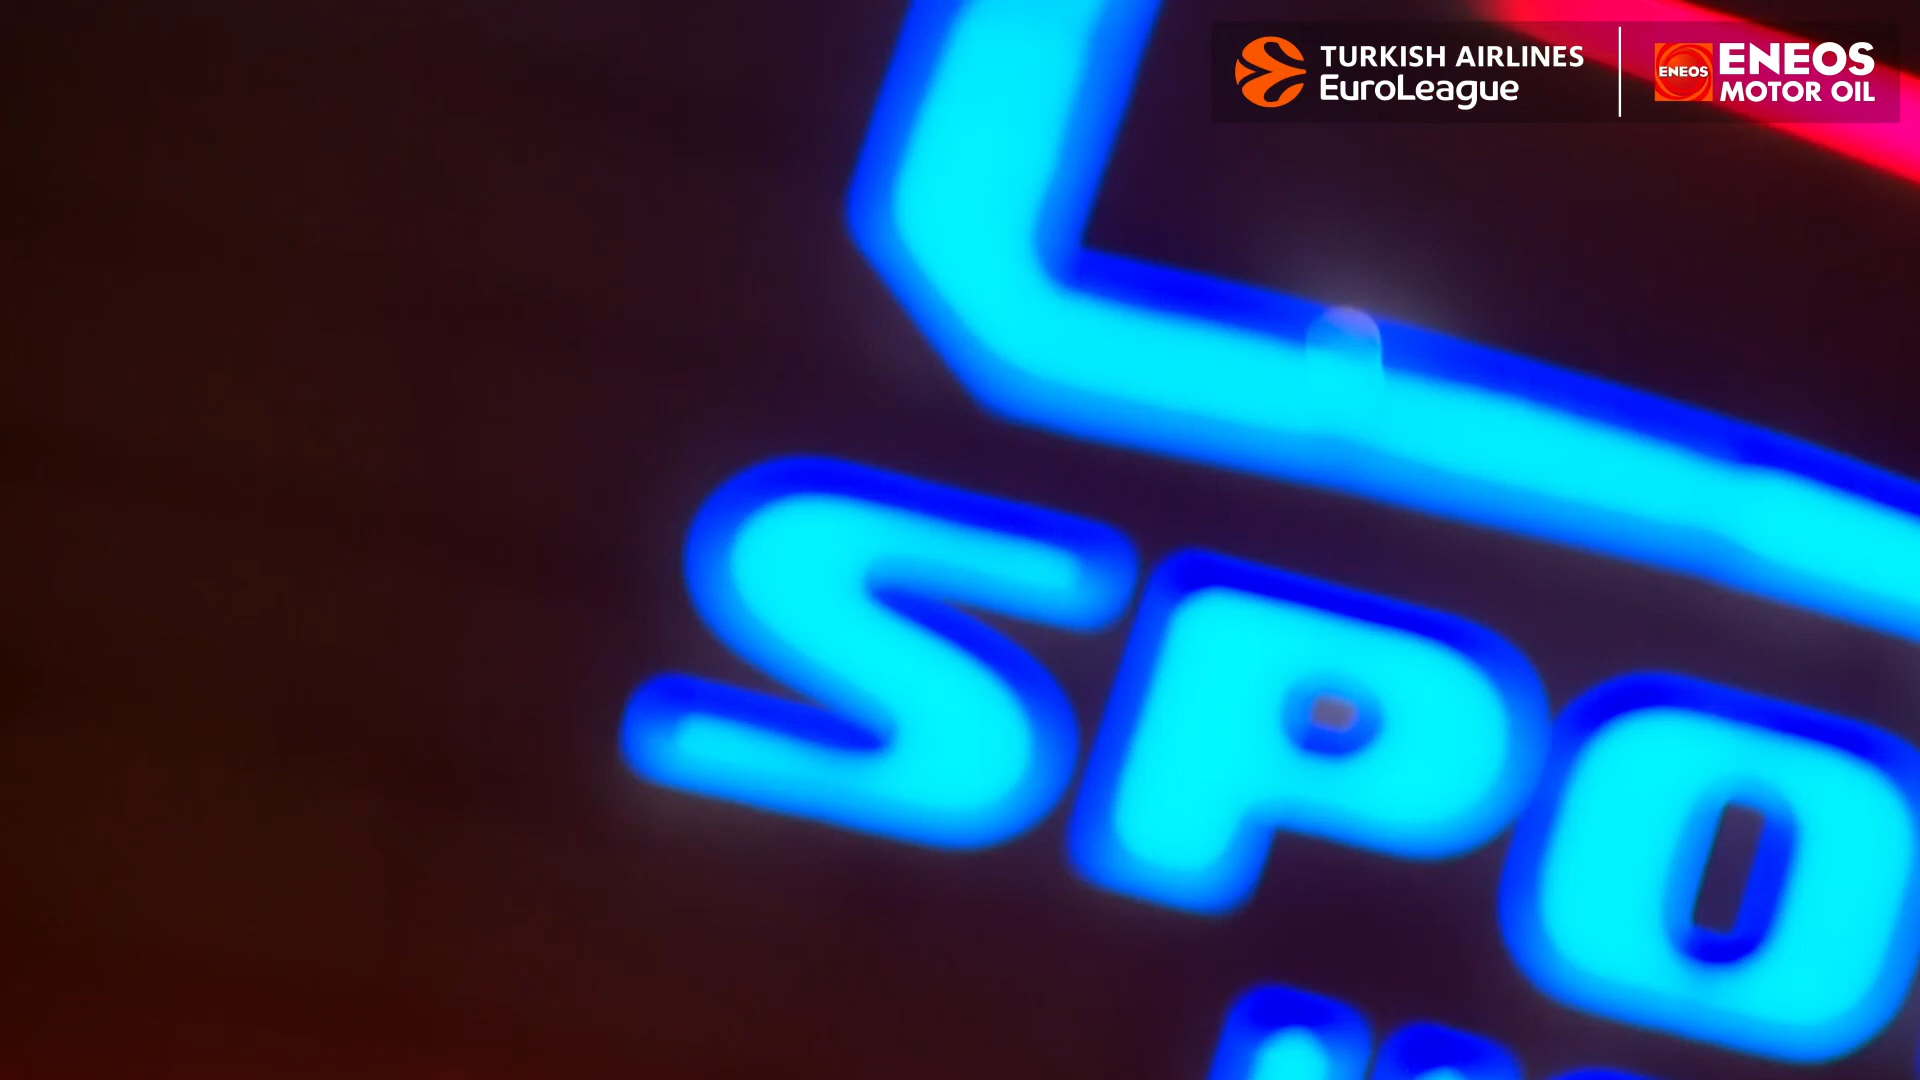 TURKISH AIRLINES
EuroLeague
ENEOS
ENEOS
MOTOR OIL
SPO